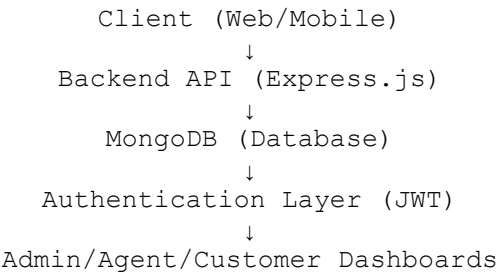 Client (Web/Mobile)
↓
Backend API (Express.js)
↓
MongoDB (Database)
↓
Authentication Layer (JWT)
↓
Admin/Agent/Customer Dashboards